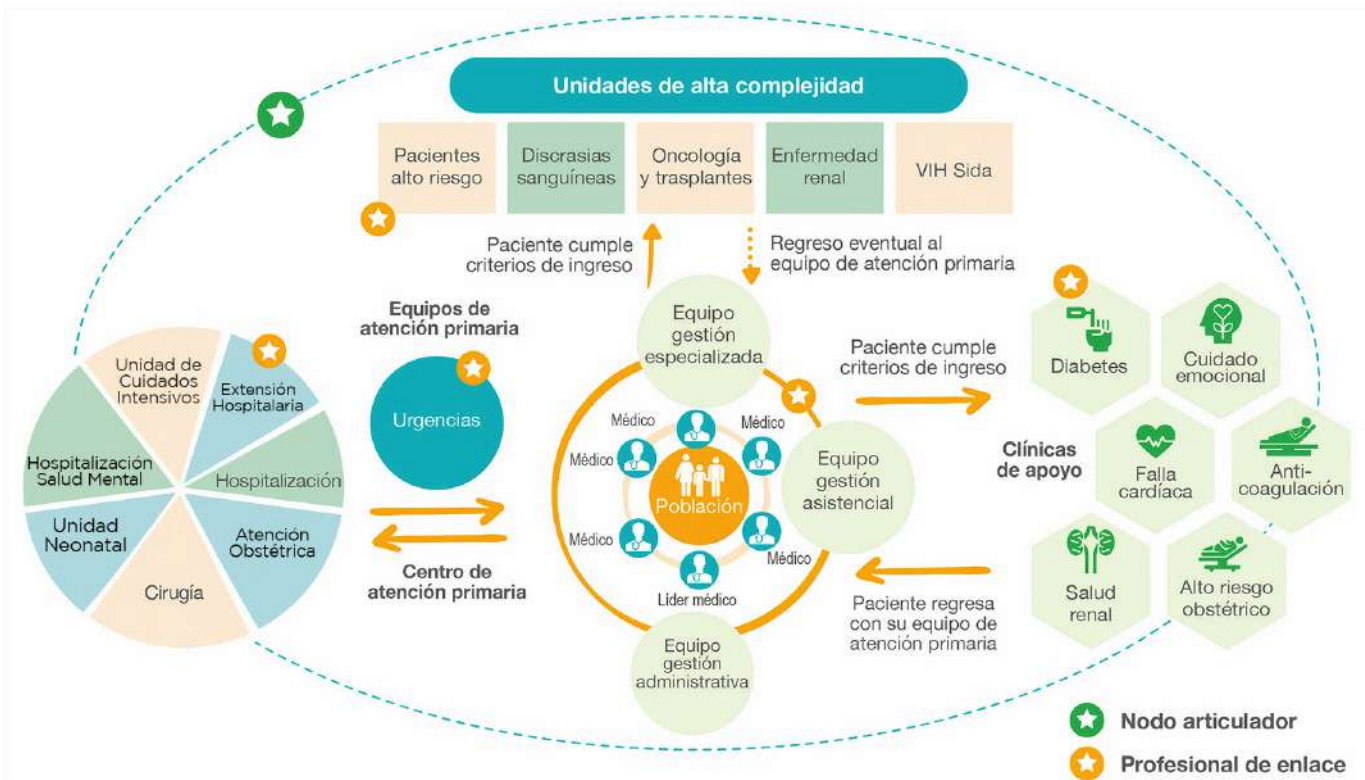 Unidades de alta complejidad
Pacientes
alto riesgo
Discrasias
sanguíneas
Oncología
y trasplantes
Enfermedad
renal
VIH Sida
Paciente cumple
criterios de ingreso
Regreso eventual al
equipo de atención primaria
Equipos de
atención primaria
Urgencias
Centro de
atención primaria
Unidad de
Cuidados
Intensivos
Extensión
Hospitalaria
Hospitalización
Salud Mental
Hospitalización
Unidad
Neonatal
Atención
Obstétrica
Cirugía
Equipo
gestión
especializada
Médico
Médico
Médico
Población
Médico
Médico
Líder médico
Equipo
gestión
asistencial
Equipo
gestión
administrativa
Paciente cumple
criterios de ingreso
Clínicas
de apoyo
Paciente regresa
con su equipo de
atención primaria
Diabetes
Cuidado
emocional
Falla
cardíaca
Anti-
coagulación
Salud
renal
Alto riesgo
obstétrico
Nodo articulador
Profesional de enlace